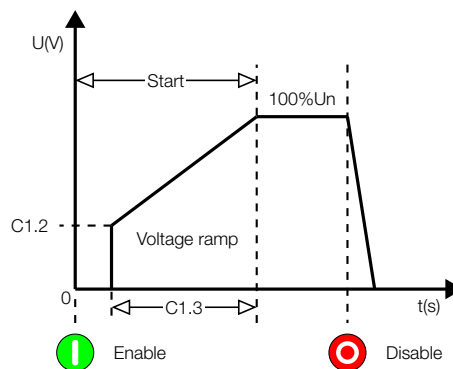 U(V)
Start
100%Un
C1.2
Voltage ramp
0
C1.3
t(s)
Enable
Disable